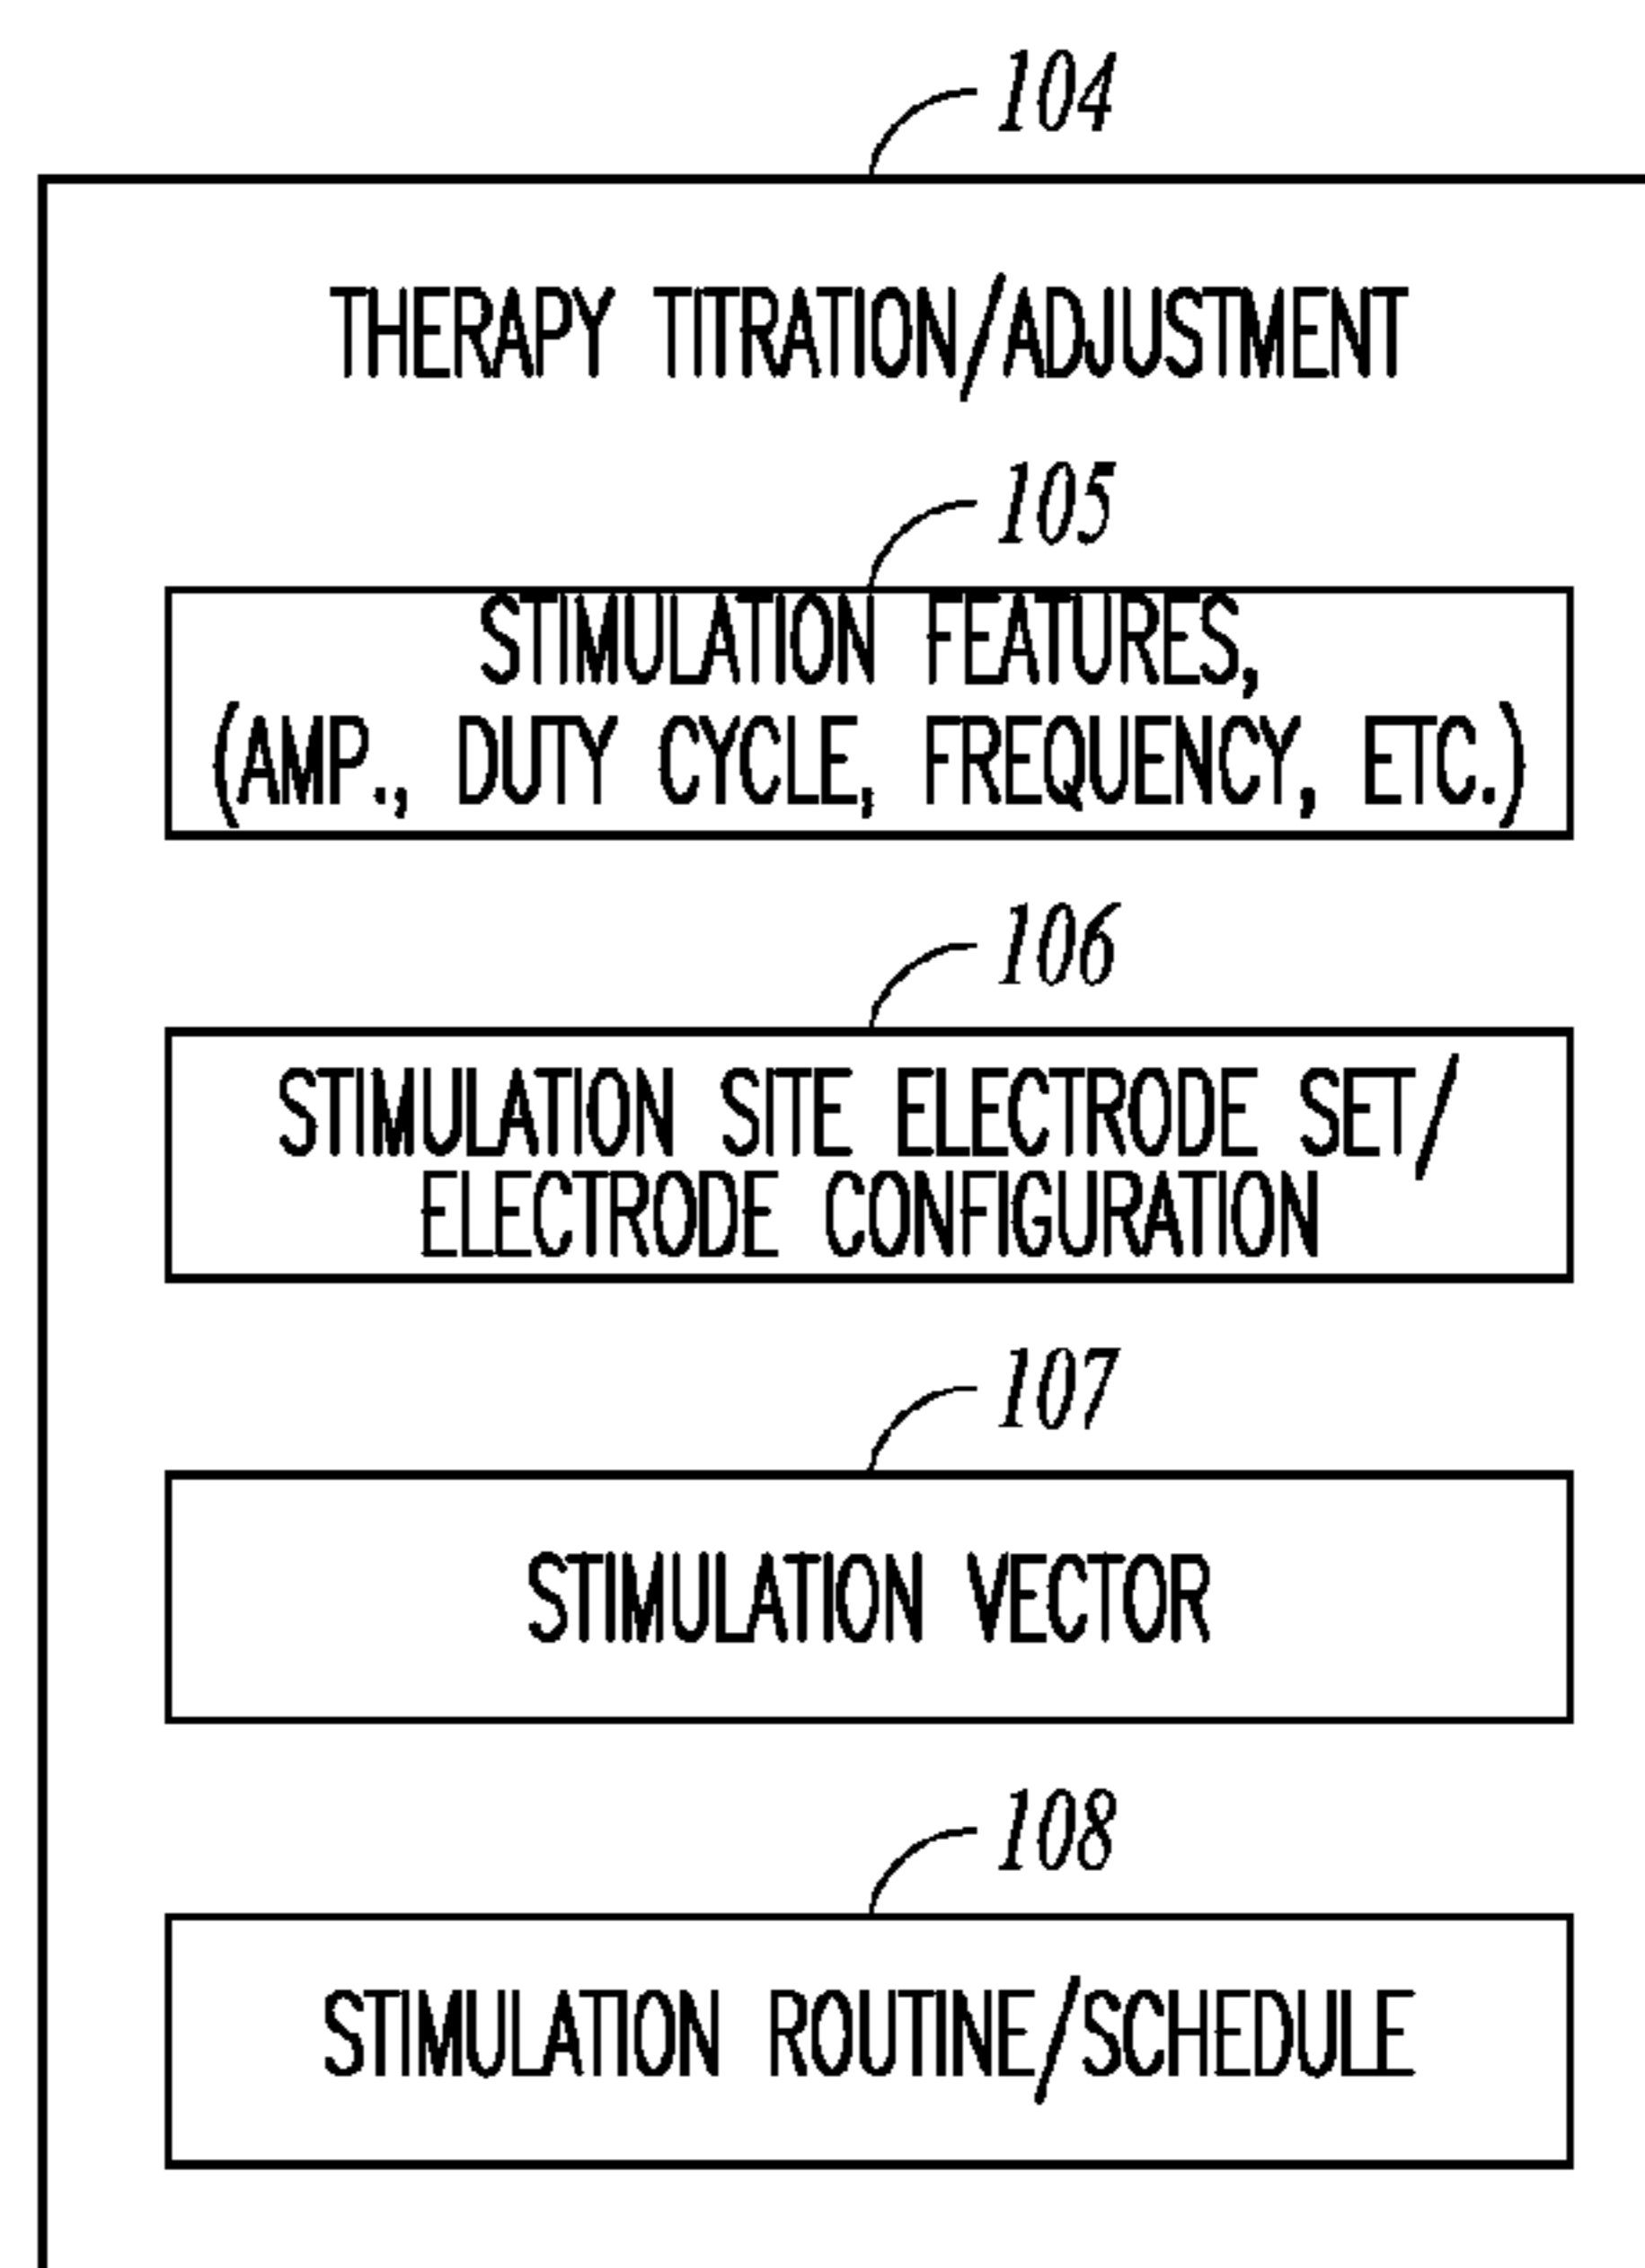 104
THERAPY TITRATION/ADJUSTMENT
105
STIMULATION FEATURES,
(AMP., DUTY CYCLE, FREQUENCY, ETC.)
106
STIMULATION SITE ELECTRODE SET/
ELECTRODE CONFIGURATION
107
STIMULATION VECTOR
108
STIMULATION ROUTINE/SCHEDULE